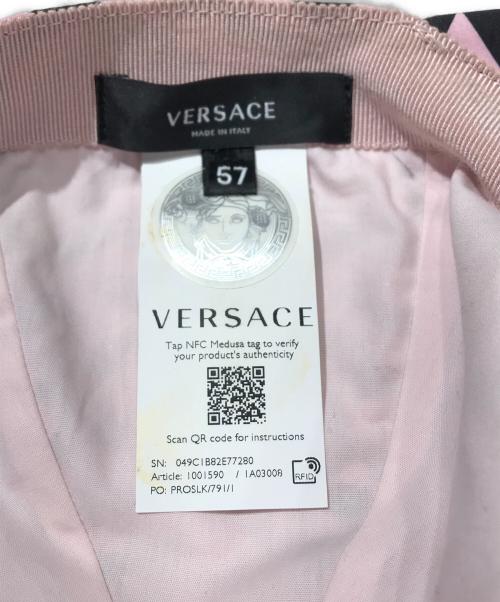 VERSACE
MADE IN ITALY
57
VERSACE
Tap NFC Medusa tag to verify
your product's authenticity
Scan QR code for instructions
SN: 049C1B82E77280
Article: 1001590 / 1A03008
PO: PROSLK/791/1
RFID